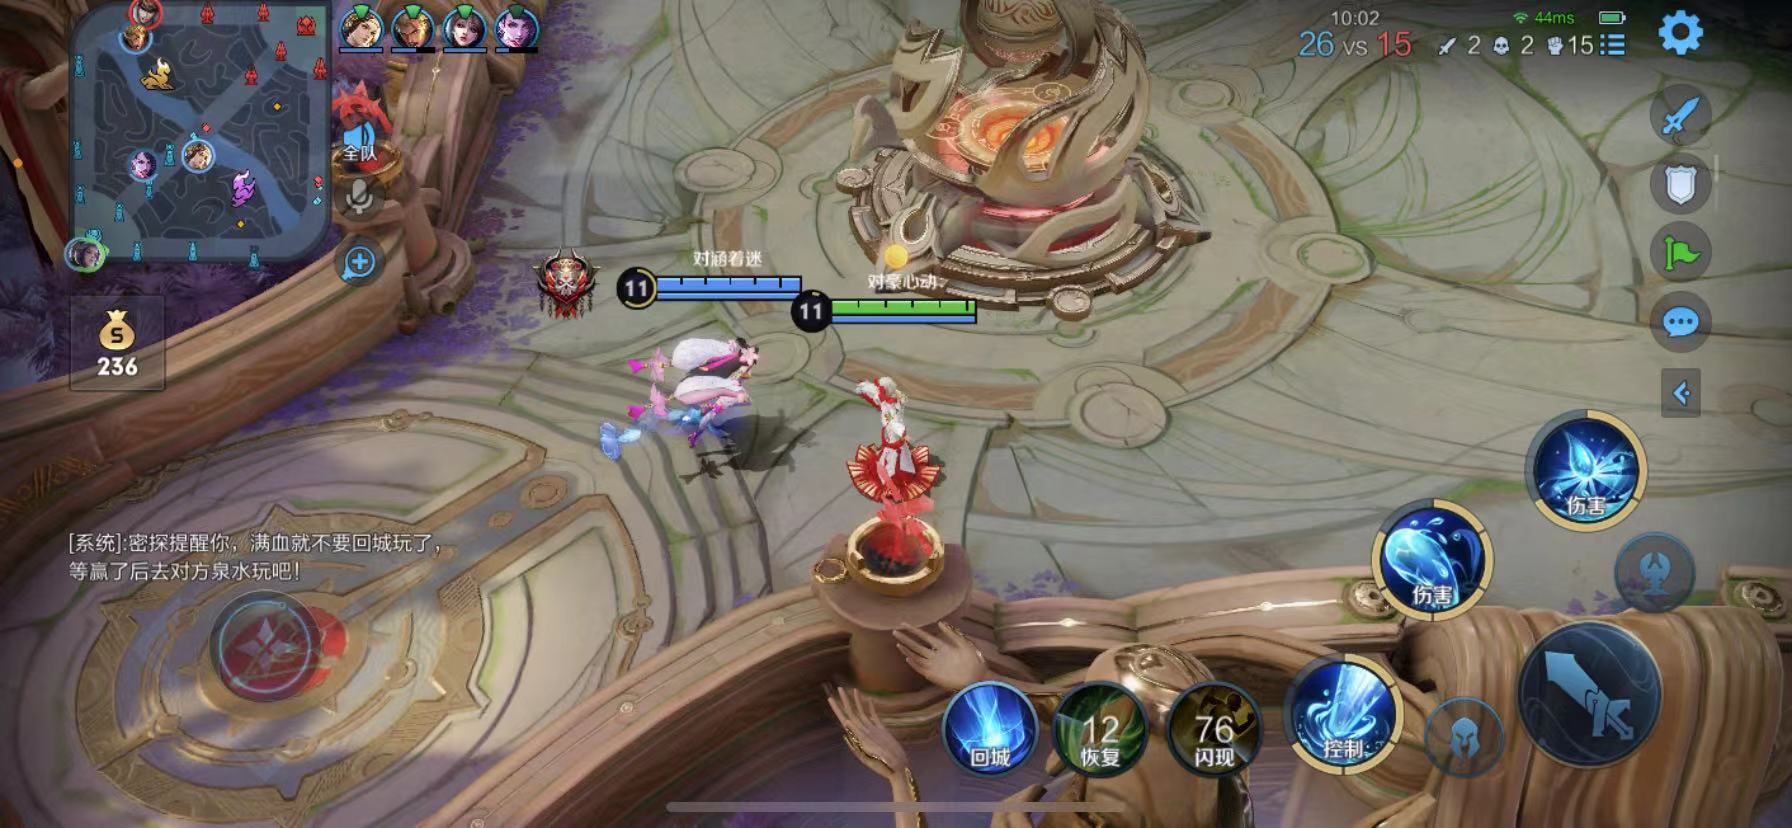 10:02
44ms
26 vs 15
2
2
15
全队
对涵着迷
11
对豪心动
11
S
236
[系统]:密探提醒你，满血就不要回城玩了，
等赢了后去对方泉水玩吧！
伤害
伤害
控制
回城
12
恢复
76
闪现